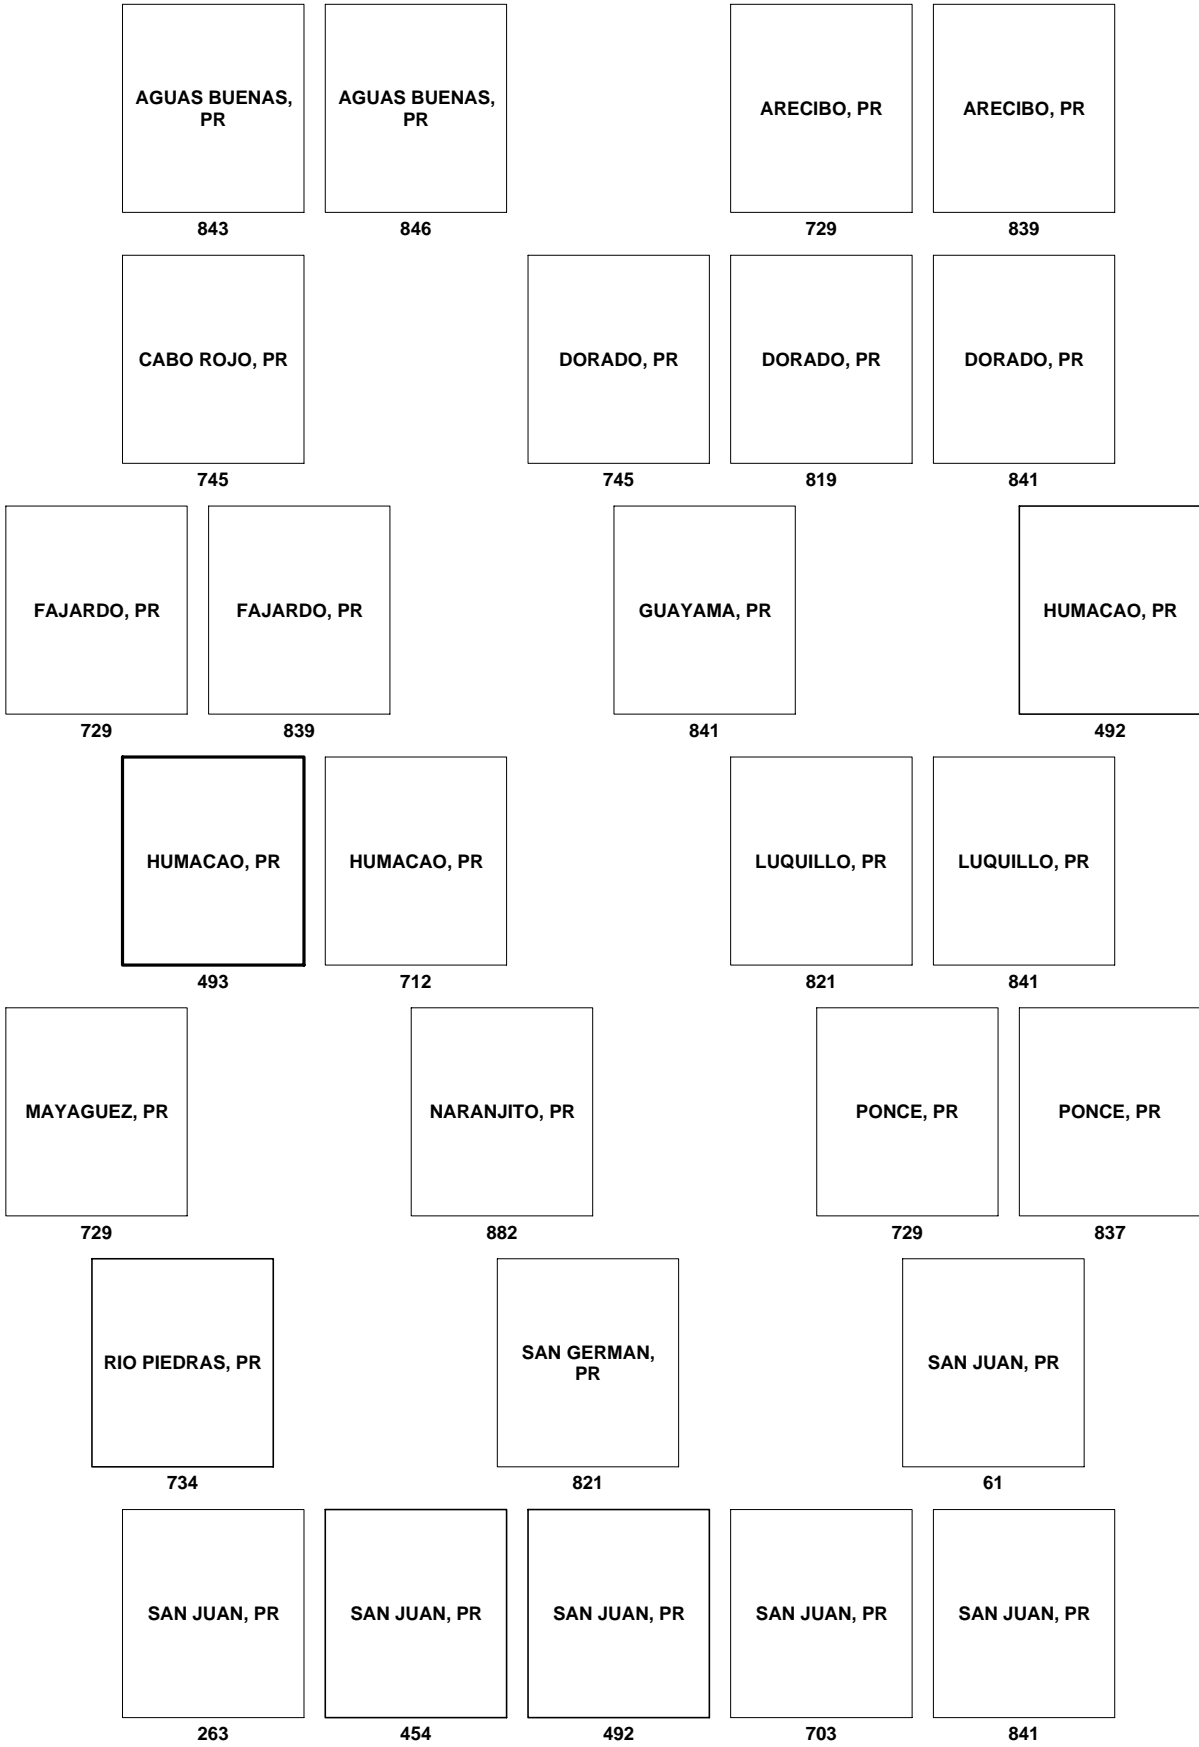 AGUAS BUENAS,
PR
AGUAS BUENAS,
PR
ARECIBO, PR
ARECIBO, PR
843
846
729
839
CABO ROJO, PR
DORADO, PR
DORADO, PR
DORADO, PR
745
745
819
841
FAJARDO, PR
FAJARDO, PR
GUAYAMA, PR
HUMACAO, PR
729
839
841
492
HUMACAO, PR
HUMACAO, PR
LUQUILLO, PR
LUQUILLO, PR
493
712
821
841
MAYAGUEZ, PR
NARANJITO, PR
PONCE, PR
PONCE, PR
729
882
729
837
RIO PIEDRAS, PR
SAN GERMAN,
PR
SAN JUAN, PR
734
821
61
SAN JUAN, PR
SAN JUAN, PR
SAN JUAN, PR
SAN JUAN, PR
SAN JUAN, PR
263
454
492
703
841